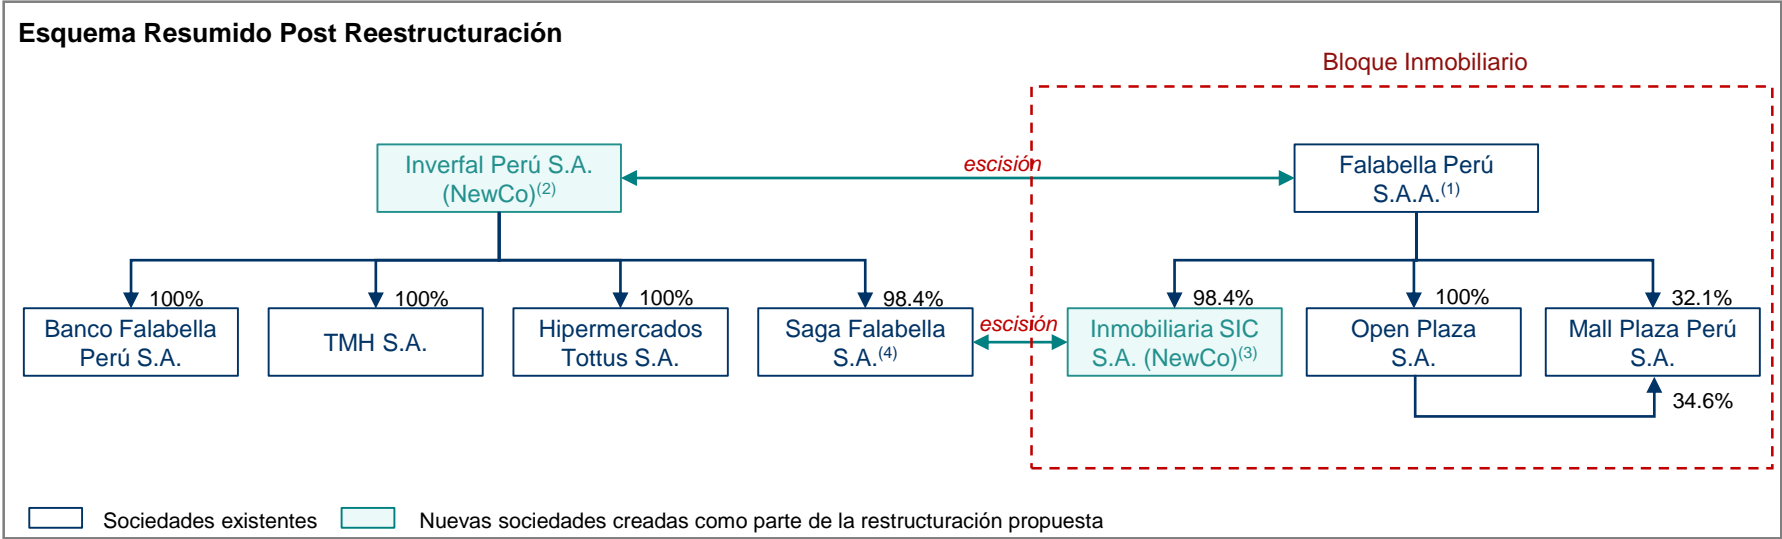 Esquema Resumido Post Reestructuración
Bloque Inmobiliario
Inverfal Perú S.A.
(NewCo)(2)
escisión
Falabella Perú
S.A.A.(1)
100%
100%
100%
98.4%
98.4%
100%
32.1%
Banco Falabella
Perú S.A.
TMH S.A.
Hipermercados
Tottus S.A.
Saga Falabella
S.A.(4)
escisión
Inmobiliaria SIC
S.A. (NewCo)(3)
Open Plaza
S.A.
Mall Plaza Perú
S.A.
34.6%
Sociedades existentes
Nuevas sociedades creadas como parte de la restructuración propuesta